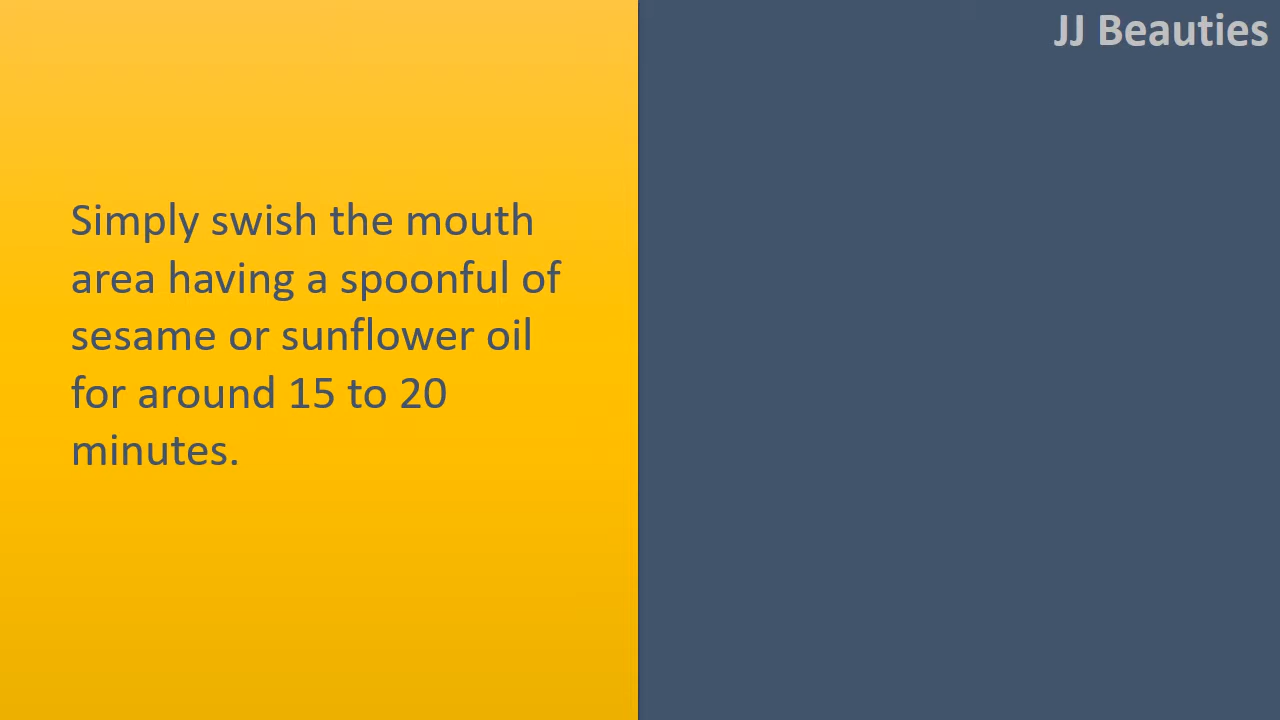 JJ Beauties
Simply swish the mouth
area having a spoonful of
sesame or sunflower oil
for around 15 to 20
minutes.